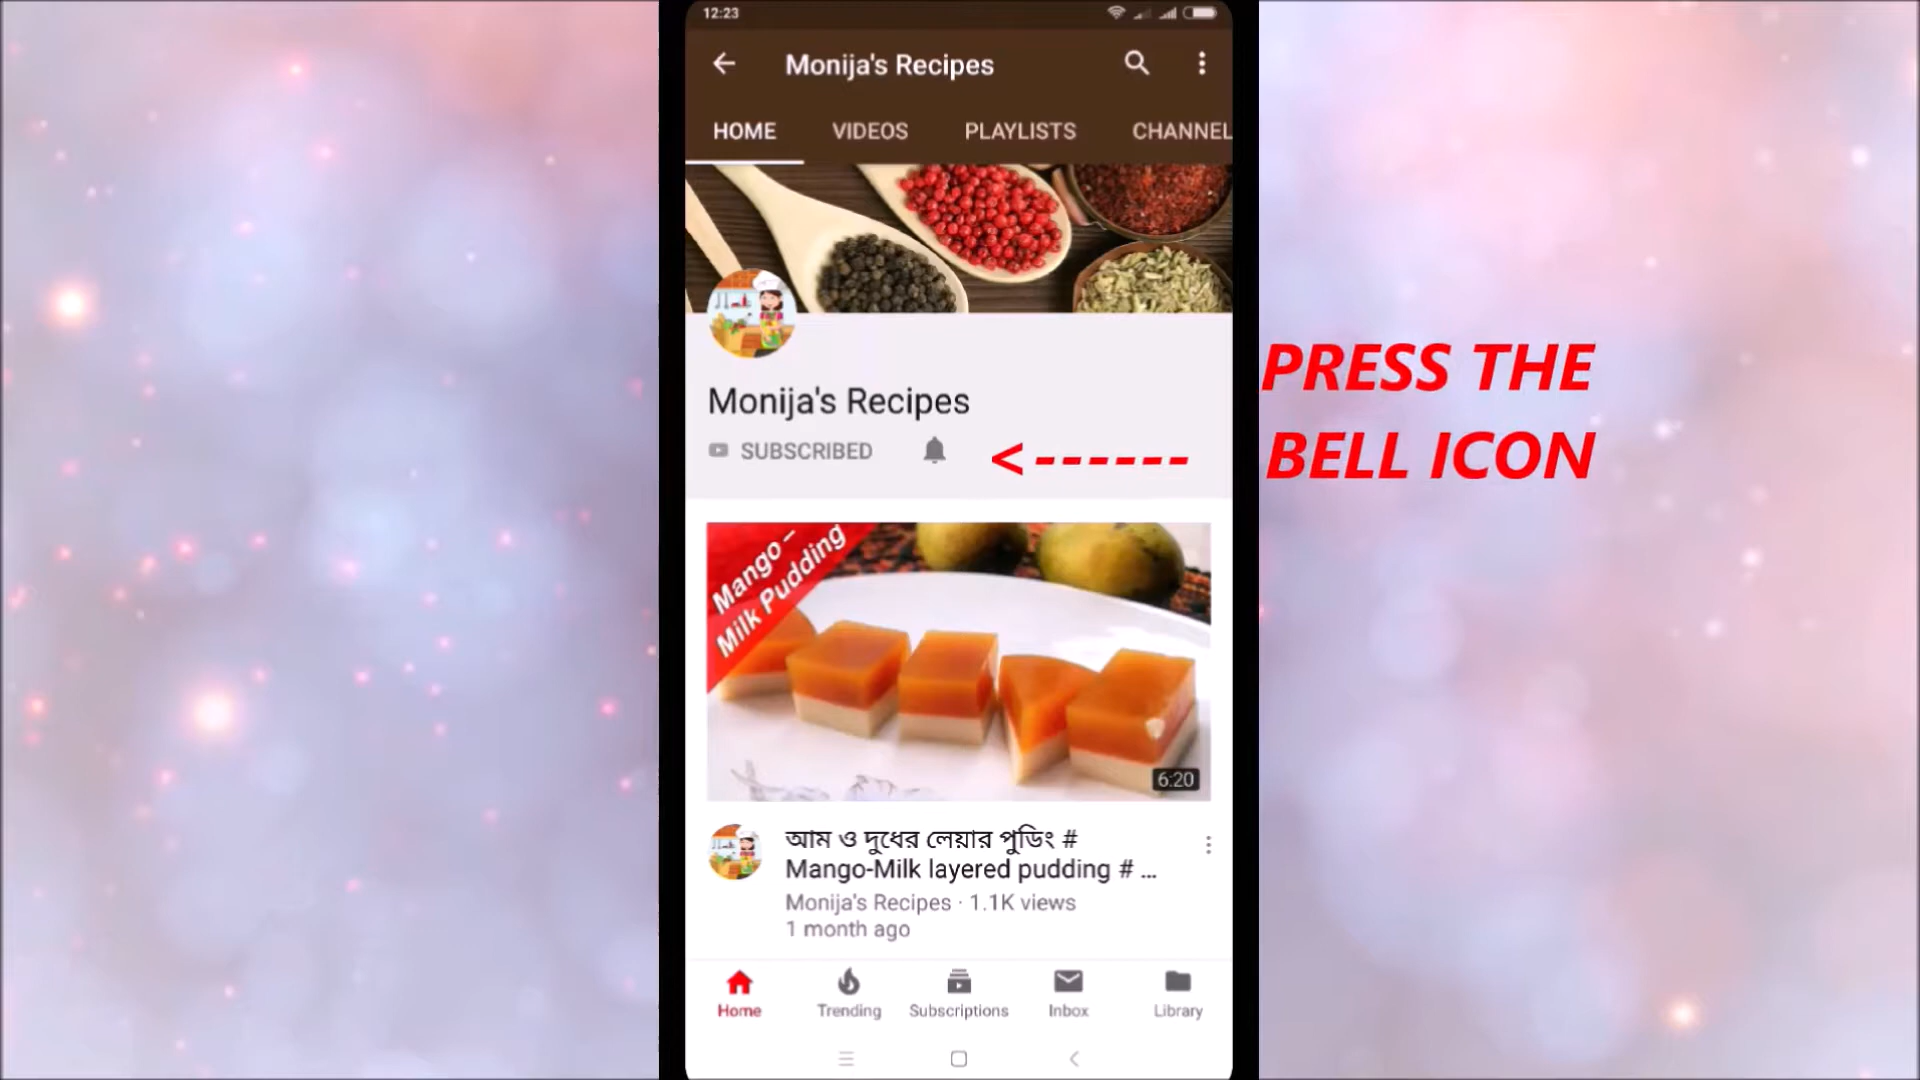 12:23
Monija's Recipes
HOME VIDEOS PLAYLISTS CHANNEL
Monija's Recipes
SUBSCRIBED
<------
PRESS THE
BELL ICON
Mango –
Milk Pudding
6:20
আম ও দুধের লেয়ার পুডিং #
Mango-Milk layered pudding # ...
Monija's Recipes · 1.1K views
1 month ago
Home Trending Subscriptions Inbox Library